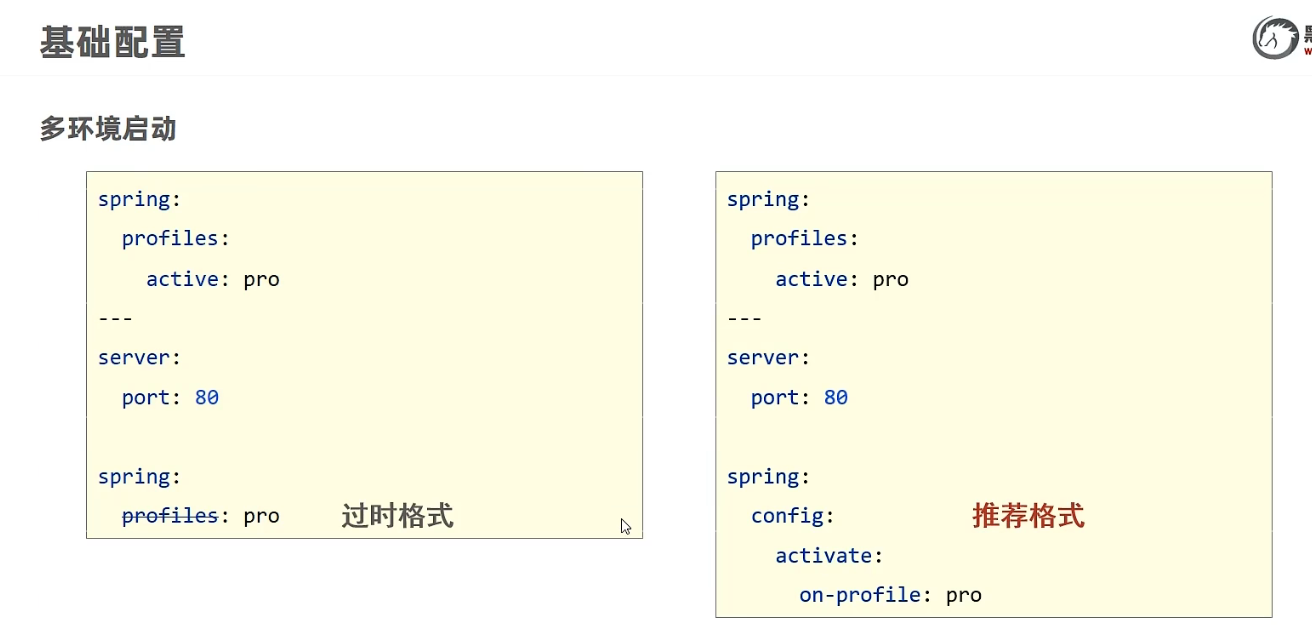 基础配置
多环境启动
spring:
  profiles:
    active: pro
---
server:
  port: 80

spring:
  profiles: pro 过时格式
spring:
  profiles:
    active: pro
---
server:
  port: 80

spring:
  config: 推荐格式
    activate:
      on-profile: pro